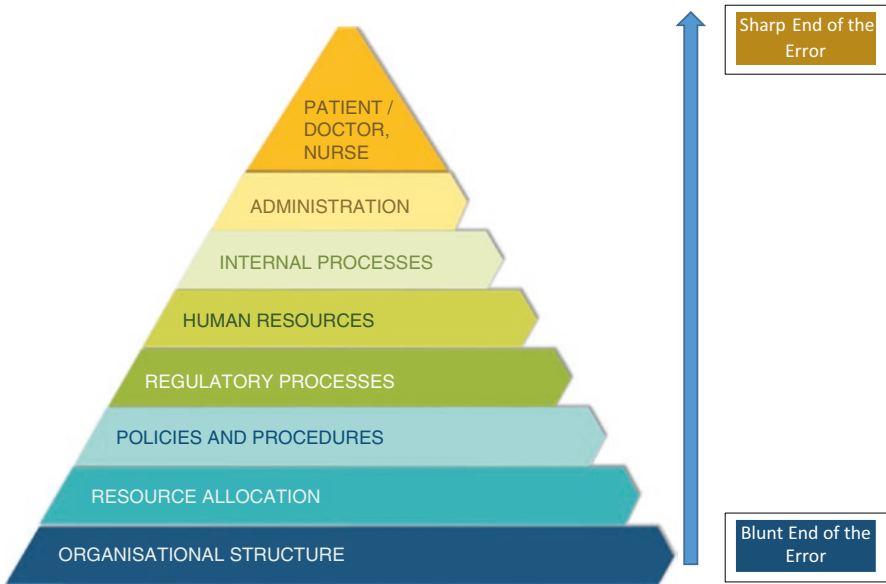 Sharp End of the
Error
PATIENT /
DOCTOR,
NURSE
ADMINISTRATION
INTERNAL PROCESSES
HUMAN RESOURCES
REGULATORY PROCESSES
POLICIES AND PROCEDURES
RESOURCE ALLOCATION
ORGANISATIONAL STRUCTURE
Blunt End of the
Error